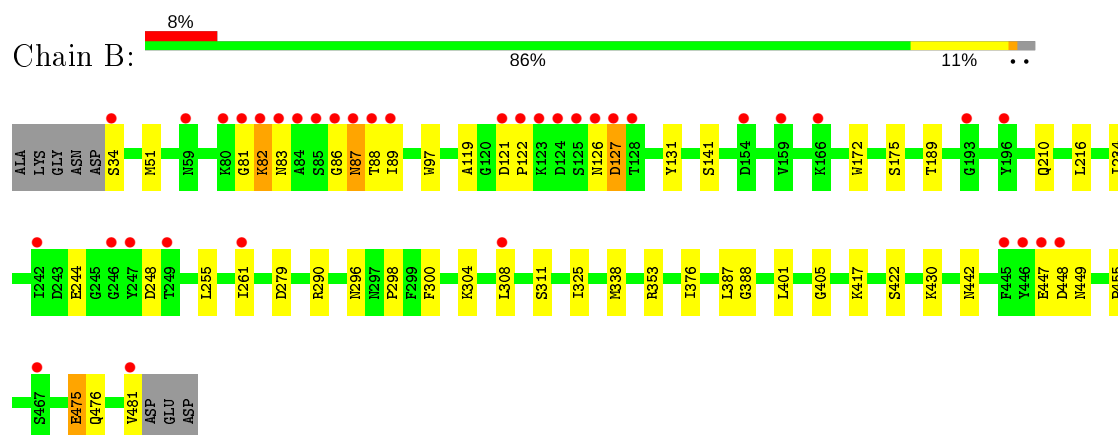 8%
Chain B:
86% 11% • •
ALA LYS GLY ASN ASP S34 M51 N59 K80 G81 K82 N83 A84 S85 G86 N87 T88 I89 W97 A119 G120 D121 P122 K123 D124 S125 N126 D127 T128 Y131 S141 D154 V159 K166 W172 S175 T189 G193 Y196 Q210 L216
I242 D243 E244 G245 G246 Y247 D248 T249 L255 I261 D279 R290 N296 N297 P298 F299 F300 K304 L308 S311 I325 M338 R353 I376 L387 G388 L401 G405 K417 S422 K430 N442 F445 Y446 E447 D448 N449
S467 E475 Q476 V481 ASP GLU ASP